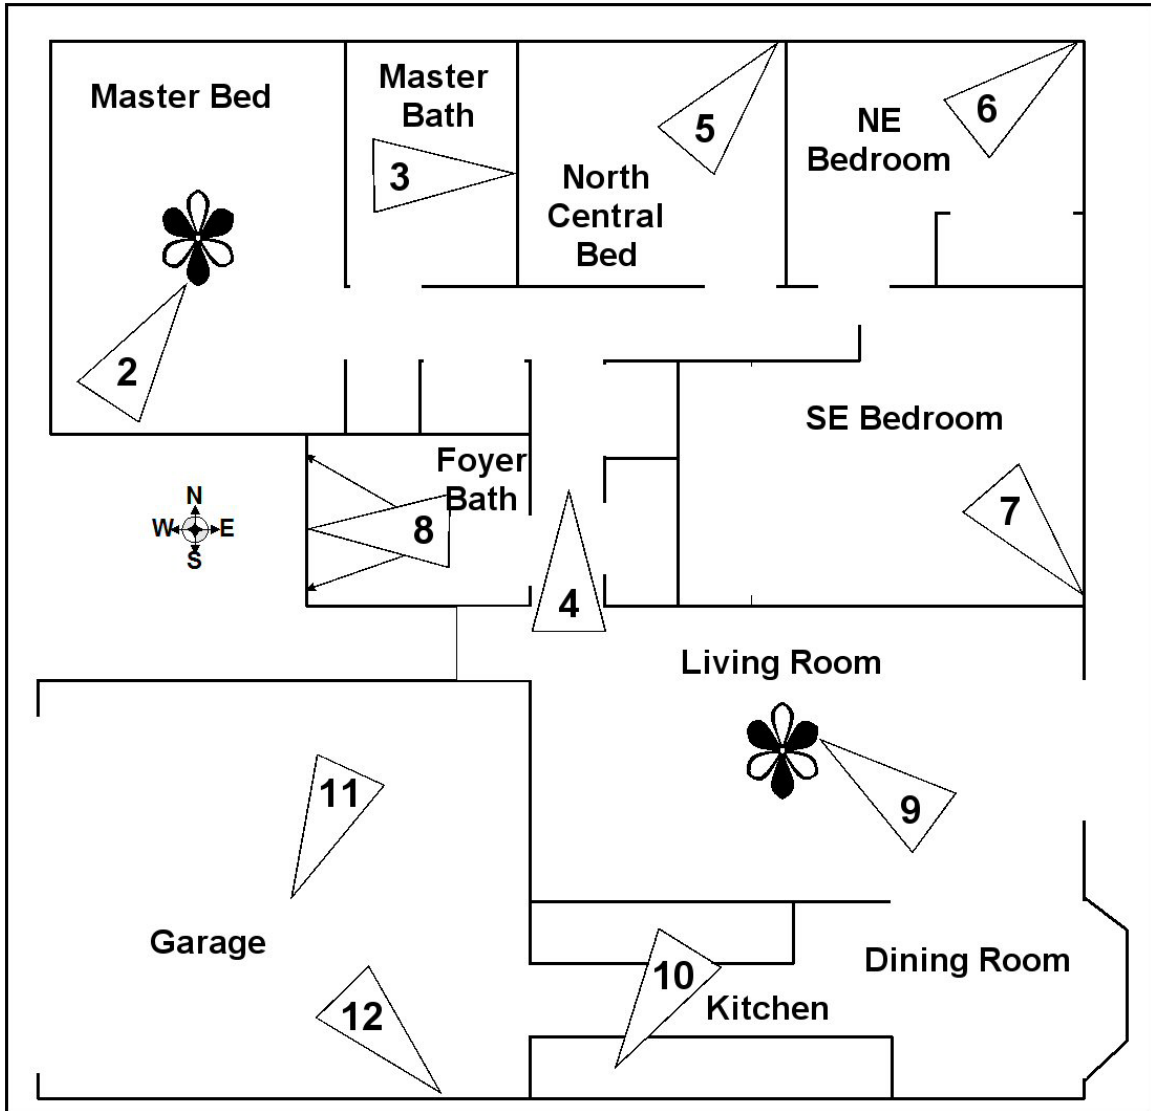 Master Bed
Master
Bath
3
5
6
NE
Bedroom
North
Central
Bed
2
SE Bedroom
Foyer
Bath
N
W E
S
8
7
4
Living Room
11
9
Garage
Dining Room
10
Kitchen
12